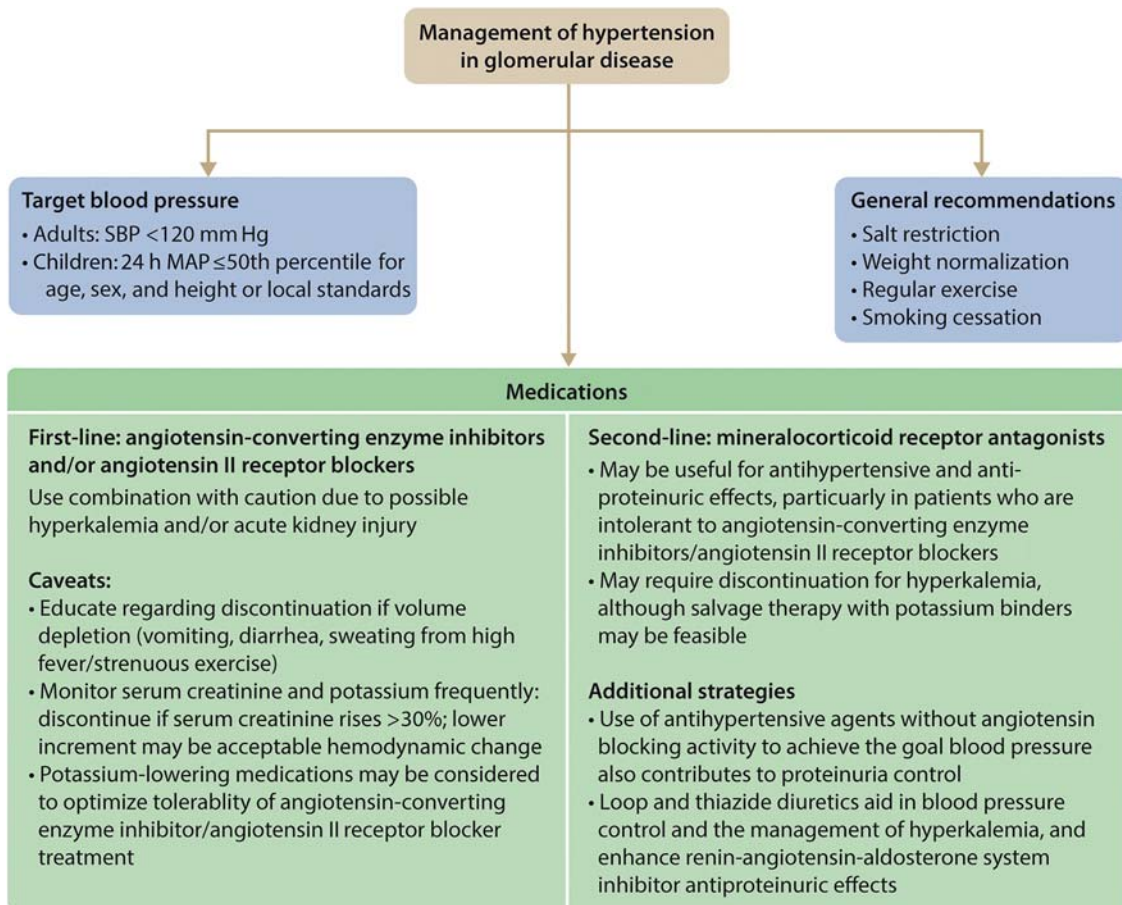 Management of hypertension
in glomerular disease
Target blood pressure
• Adults: SBP <120 mm Hg
• Children: 24 h MAP ≤50th percentile for
age, sex, and height or local standards
General recommendations
• Salt restriction
• Weight normalization
• Regular exercise
• Smoking cessation
Medications
First-line: angiotensin-converting enzyme inhibitors
and/or angiotensin II receptor blockers
Use combination with caution due to possible
hyperkalemia and/or acute kidney injury
Caveats:
• Educate regarding discontinuation if volume
depletion (vomiting, diarrhea, sweating from high
fever/strenuous exercise)
• Monitor serum creatinine and potassium frequently:
discontinue if serum creatinine rises >30%; lower
increment may be acceptable hemodynamic change
• Potassium-lowering medications may be considered
to optimize tolerablity of angiotensin-converting
enzyme inhibitor/angiotensin II receptor blocker
treatment
Second-line: mineralocorticoid receptor antagonists
• May be useful for antihypertensive and anti-
proteinuric effects, particuarly in patients who are
intolerant to angiotensin-converting enzyme
inhibitors/angiotensin II receptor blockers
• May require discontinuation for hyperkalemia,
although salvage therapy with potassium binders
may be feasible
Additional strategies
• Use of antihypertensive agents without angiotensin
blocking activity to achieve the goal blood pressure
also contributes to proteinuria control
• Loop and thiazide diuretics aid in blood pressure
control and the management of hyperkalemia, and
enhance renin-angiotensin-aldosterone system
inhibitor antiproteinuric effects